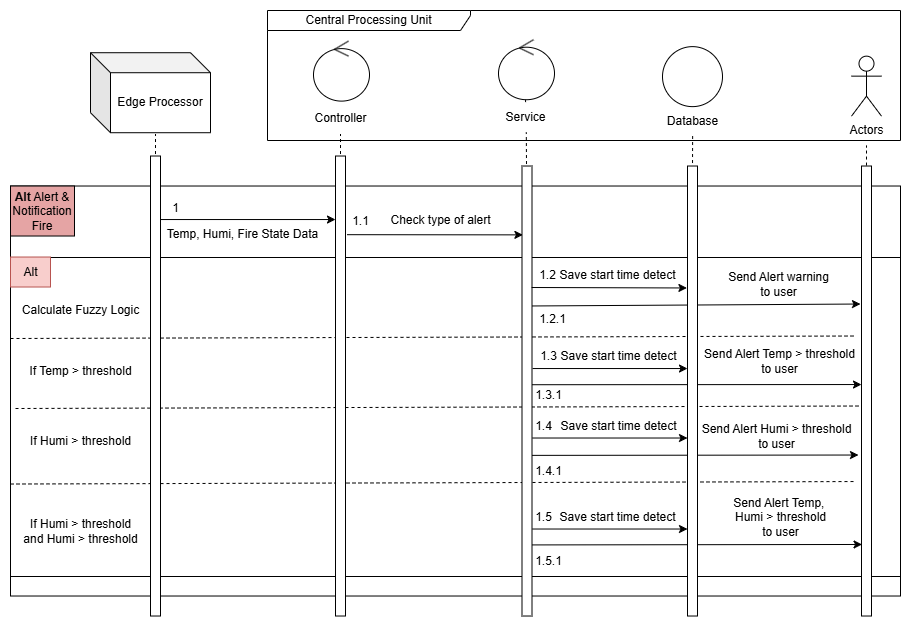 Central Processing Unit
Edge Processor
Controller
Service
Database
Actors
Alt Alert &
Notification
Fire
1
Temp, Humi, Fire State Data
1.1 Check type of alert
Alt
Calculate Fuzzy Logic
1.2 Save start time detect
Send Alert warning
to user
1.2.1
If Temp > threshold
1.3 Save start time detect
Send Alert Temp > threshold
to user
1.3.1
If Humi > threshold
1.4 Save start time detect
Send Alert Humi > threshold
to user
1.4.1
If Humi > threshold
and Humi > threshold
1.5 Save start time detect
Send Alert Temp,
Humi > threshold
to user
1.5.1